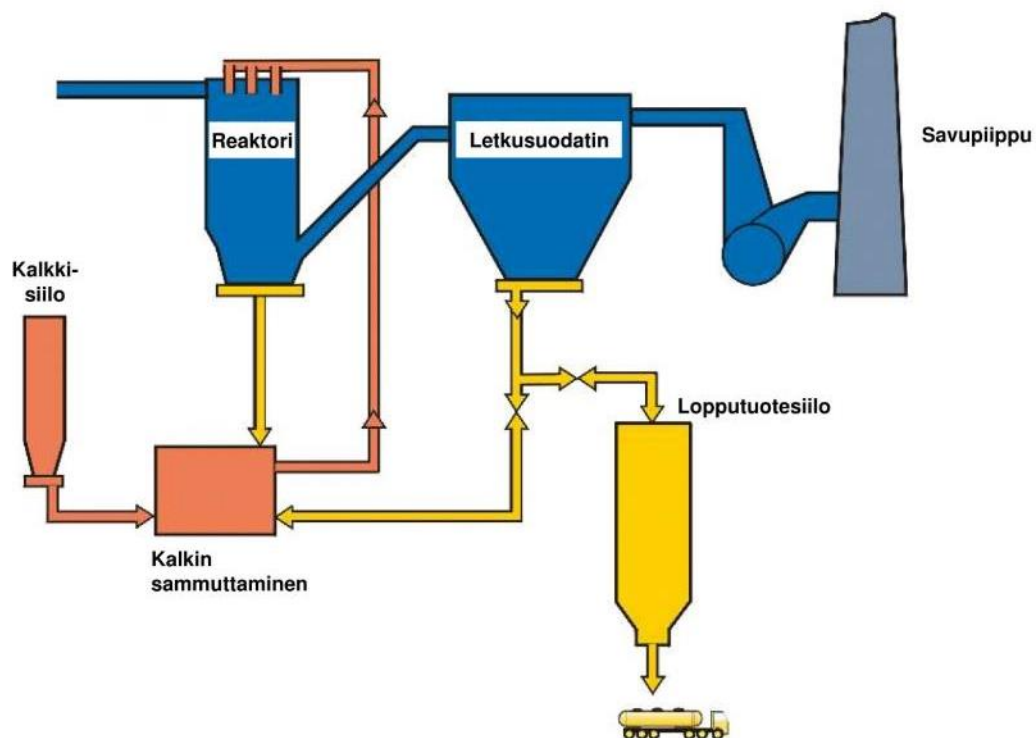 Reaktori
Letkusuodatin
Savupiippu
Kalkki-
siilo
Lopputuotesiilo
Kalkin
sammuttaminen